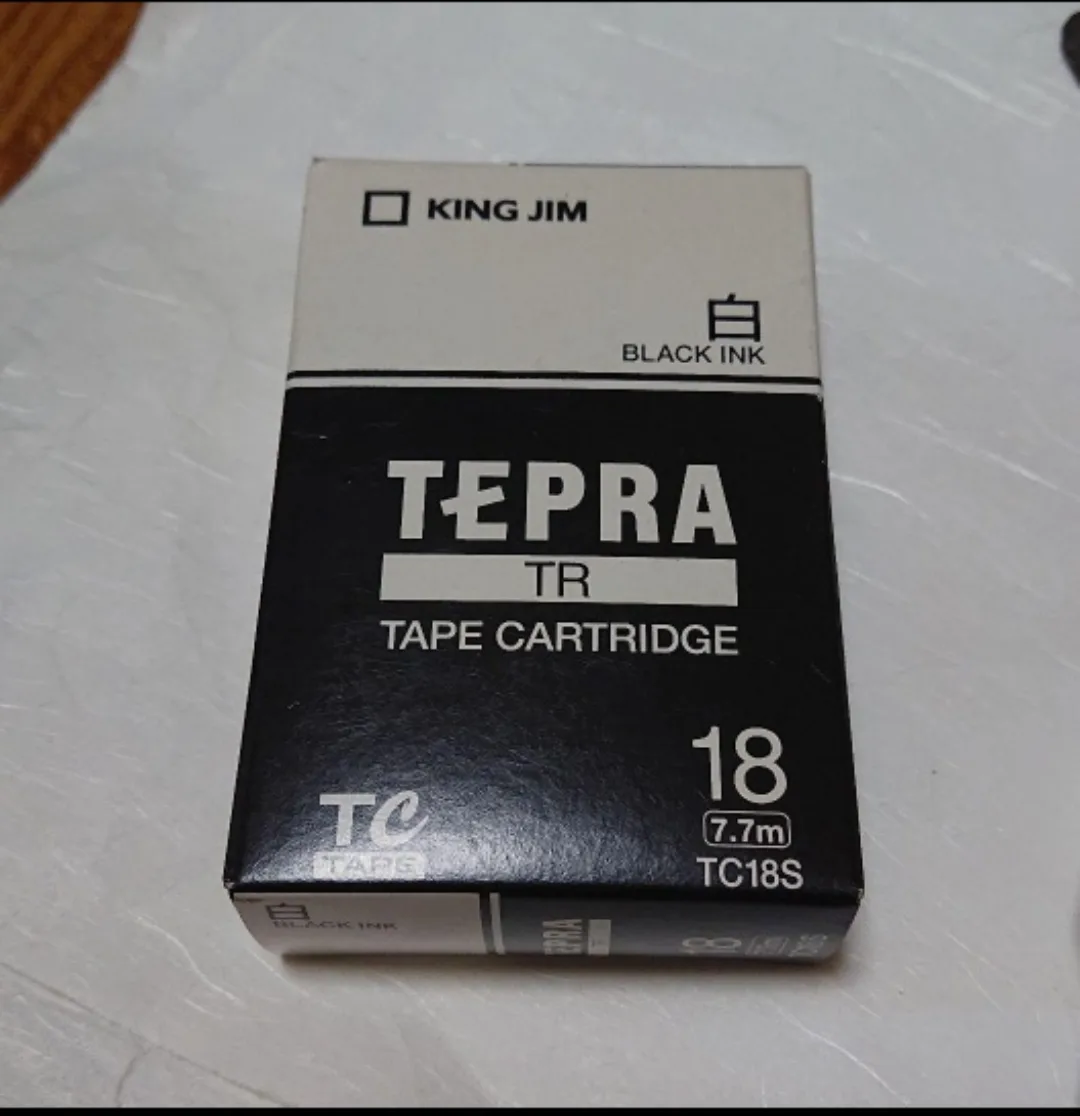 KING JIM
白
BLACK INK
TEPRA
TR
TAPE CARTRIDGE
18
7.7m
TC18S
TC
TAPE
白
BLACK INK
TEPRA
18